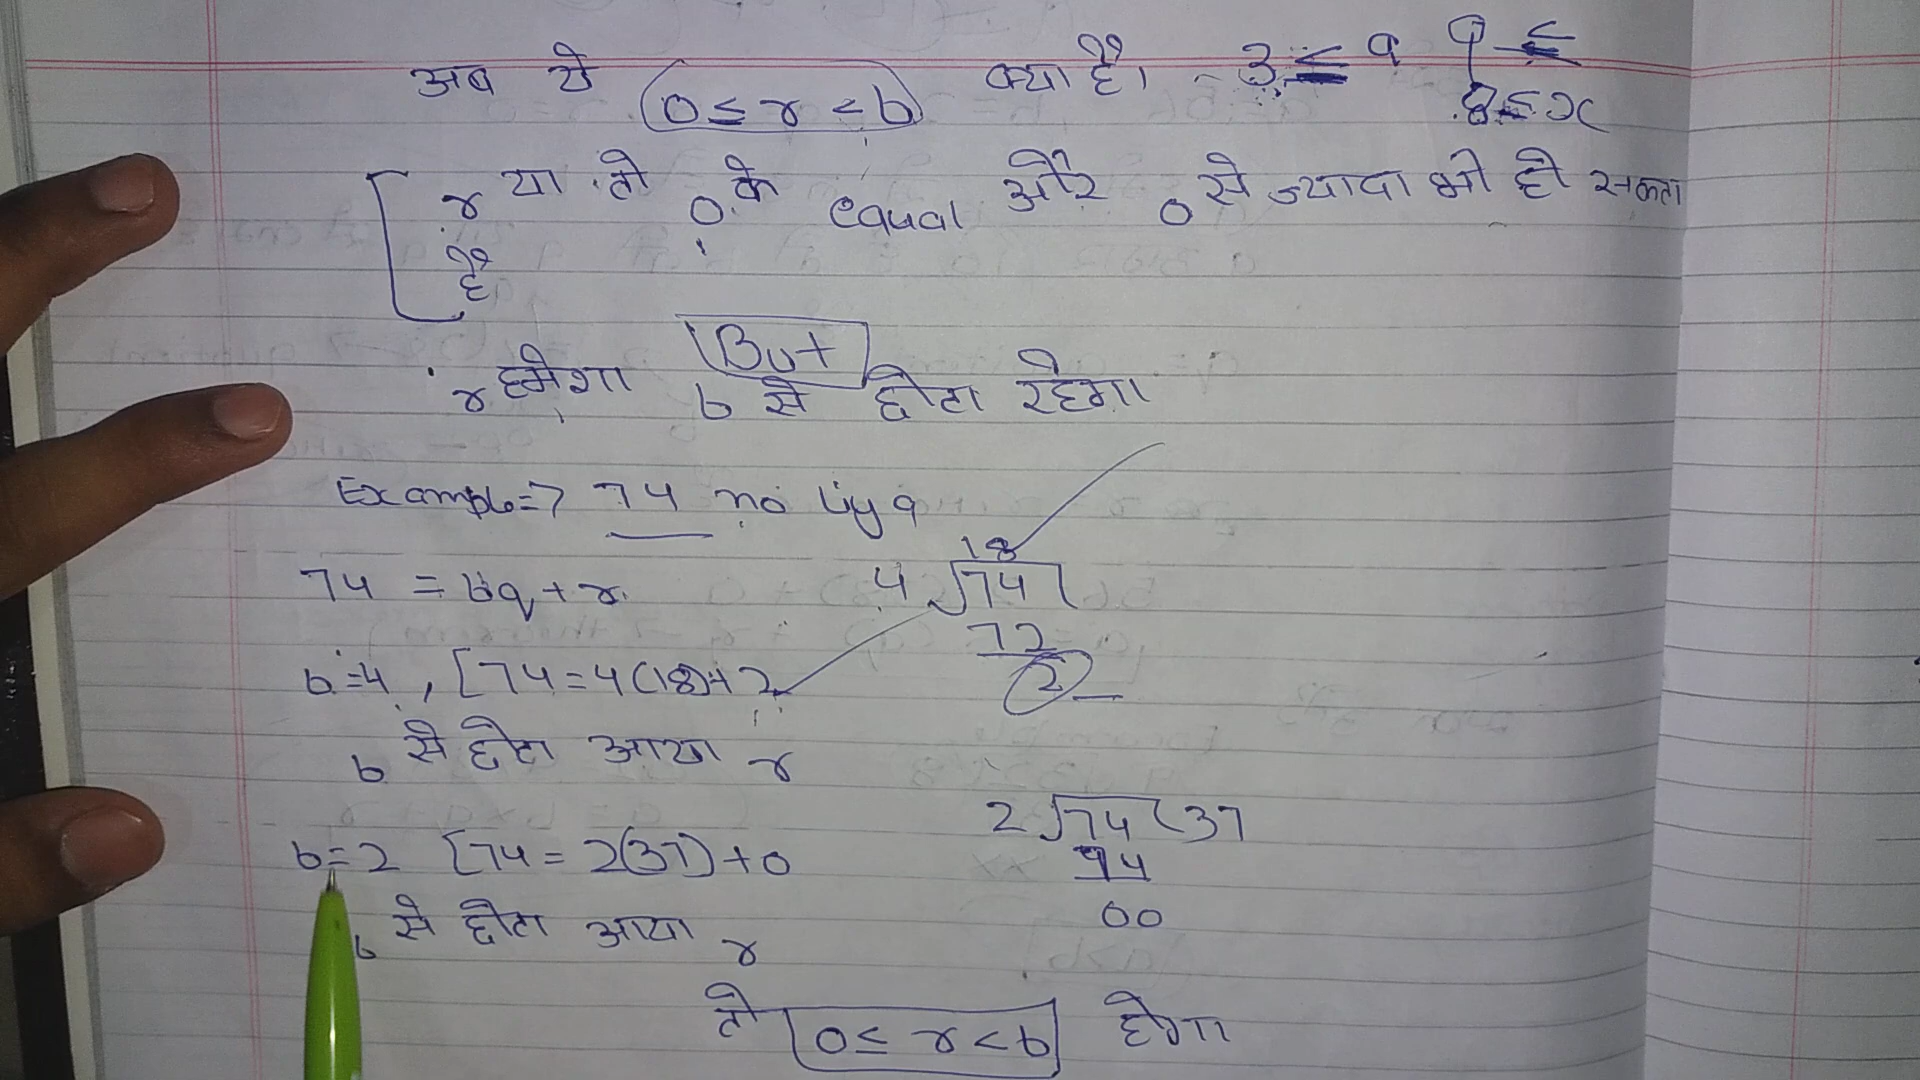 अब ये 0 ≤ r < b क्या है। 3 ≤ q
r या तो 0 के equal और 0 से ज्यादा भी हो सकता
है
But
r हमेशा b से छोटा रहेगा
Example => 74 no liya
18
74 = bq + r 4 74
72
b = 4 , [74 = 4(18) + 2 2
b से छोटा आया r
2 74 37
b = 2 [74 = 2(37) + 0 74
00
b से छोटा आया r
तो 0 ≤ r < b होगा